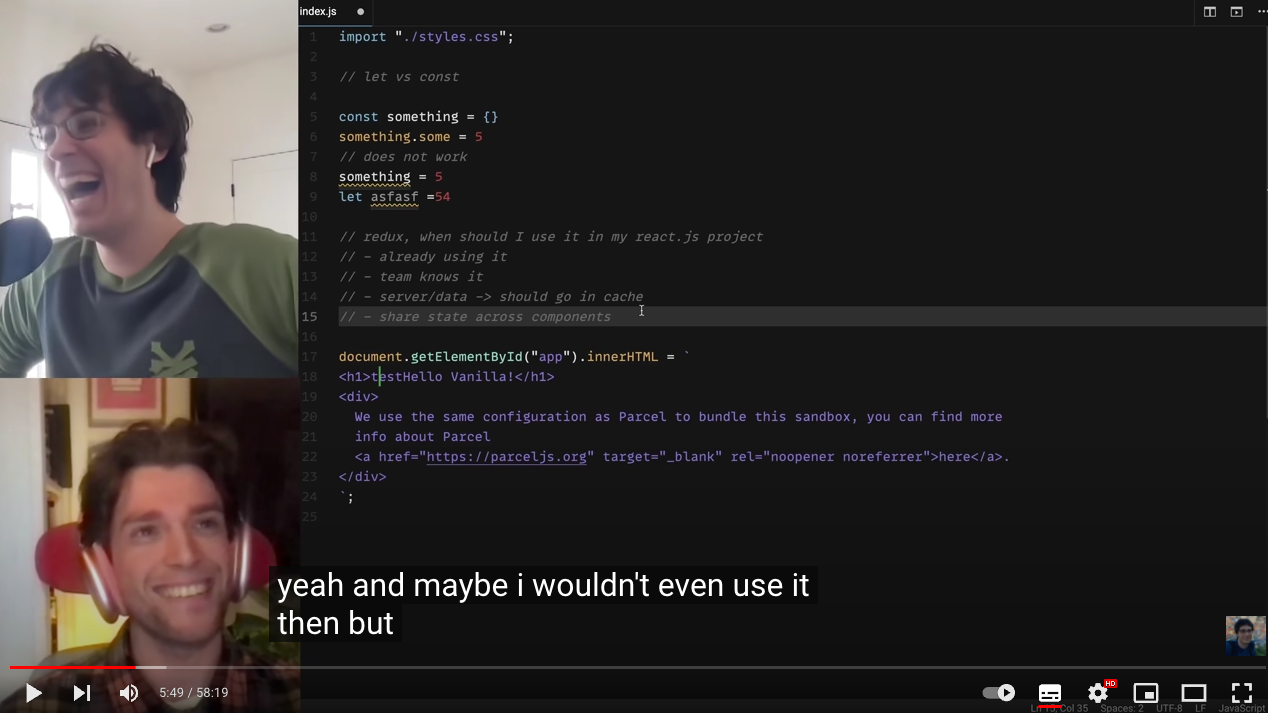 index.js
1 import "./styles.css";
2
3 // let vs const
4
5 const something = {}
6 something.some = 5
7 // does not work
8 something = 5
9 let asfasf =54
10
11 // redux, when should I use it in my react.js project
12 // - already using it
13 // - team knows it
14 // - server/data -> should go in cache
15 // - share state across components
16
17 document.getElementById("app").innerHTML = `
18 <h1>testHello Vanilla!</h1>
19 <div>
20 We use the same configuration as Parcel to bundle this sandbox, you can find more
21 info about Parcel
22 <a href="https://parceljs.org" target="_blank" rel="noopener noreferrer">here</a>.
23 </div>
24 `;
25
yeah and maybe i wouldn't even use it
then but
5:49 / 58:19
HD
Ln 15, Col 35 Spaces: 2 UTF-8 LF JavaScript